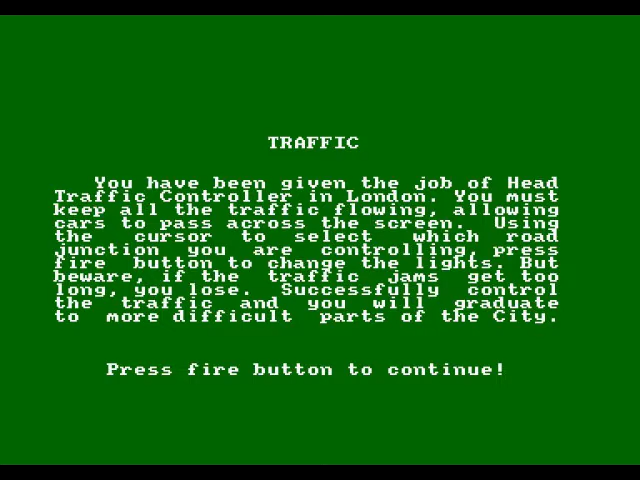 TRAFFIC
You have been given the job of Head
Traffic Controller in London. You must
keep all the traffic flowing, allowing
cars to pass across the screen. Using
the cursor to select which road
junction you are controlling, press
fire button to change the lights. But
beware, if the traffic jams get too
long, you lose. Successfully control
the traffic and you will graduate
to more difficult parts of the City.
Press fire button to continue!